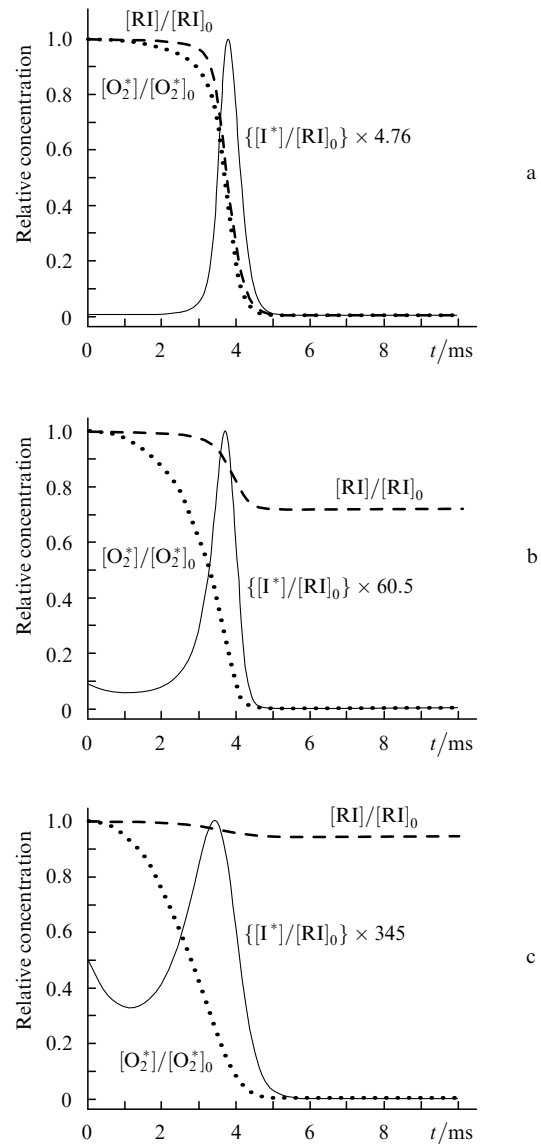 [RI]/[RI]₀
1.0
[O₂*]/[O₂*]₀
0.8
{[I*]/[RI]₀} × 4.76
0.6
0.4
0.2
0
Relative concentration
a
0 2 4 6 8 t/ms
1.0
0.8
[RI]/[RI]₀
0.6
[O₂*]/[O₂*]₀
{[I*]/[RI]₀} × 60.5
0.4
0.2
0
Relative concentration
b
0 2 4 6 8 t/ms
[RI]/[RI]₀
1.0
0.8
0.6
{[I*]/[RI]₀} × 345
0.4
0.2
[O₂*]/[O₂*]₀
0
Relative concentration
c
0 2 4 6 8 t/ms